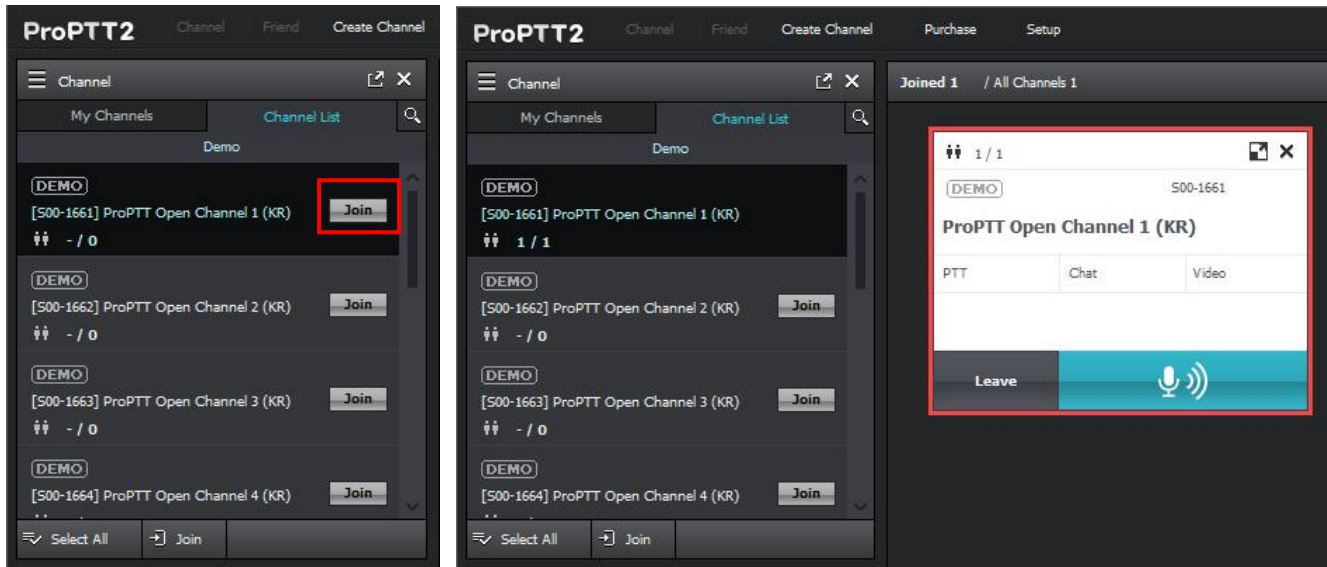 ProPTT2 Channel Friend Create Channel
Channel
My Channels Channel List
Demo
DEMO
[S00-1661] ProPTT Open Channel 1 (KR) Join
- / 0
DEMO
[S00-1662] ProPTT Open Channel 2 (KR) Join
- / 0
DEMO
[S00-1663] ProPTT Open Channel 3 (KR) Join
- / 0
DEMO
[S00-1664] ProPTT Open Channel 4 (KR) Join
Select All Join
ProPTT2 Channel Friend Create Channel Purchase Setup
Channel
My Channels Channel List
Demo
DEMO
[S00-1661] ProPTT Open Channel 1 (KR)
1 / 1
DEMO
[S00-1662] ProPTT Open Channel 2 (KR) Join
- / 0
DEMO
[S00-1663] ProPTT Open Channel 3 (KR) Join
- / 0
DEMO
[S00-1664] ProPTT Open Channel 4 (KR) Join
Select All Join
Joined 1 / All Channels 1
1 / 1
DEMO S00-1661
ProPTT Open Channel 1 (KR)
PTT Chat Video
Leave